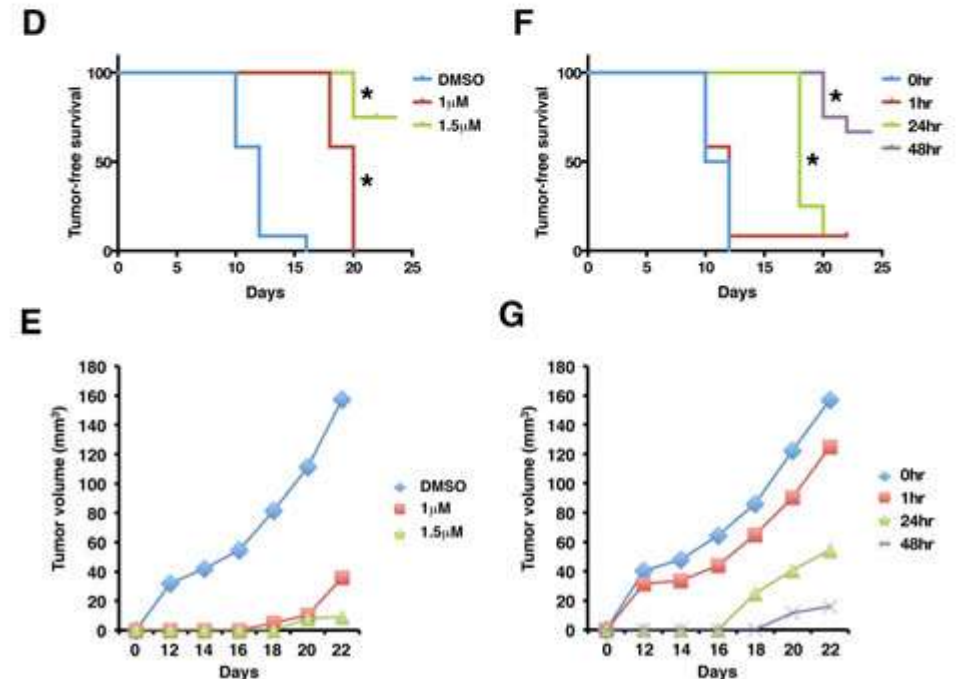 D
Tumor-free survival
100
50
0
0 5 10 15 20 25
Days
*
*
DMSO
1µM
1.5µM
F
Tumor-free survival
100
50
0
0 5 10 15 20 25
Days
*
*
0hr
1hr
24hr
48hr
E
Tumor volume (mm³)
180
160
140
120
100
80
60
40
20
0
0 12 14 16 18 20 22
Days
DMSO
1µM
1.5µM
G
Tumor volume (mm³)
180
160
140
120
100
80
60
40
20
0
0 12 14 16 18 20 22
Days
0hr
1hr
24hr
48hr